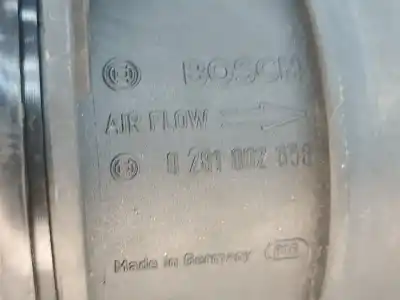 BOSCH
AIR FLOW
0 281 002
Made in Germany